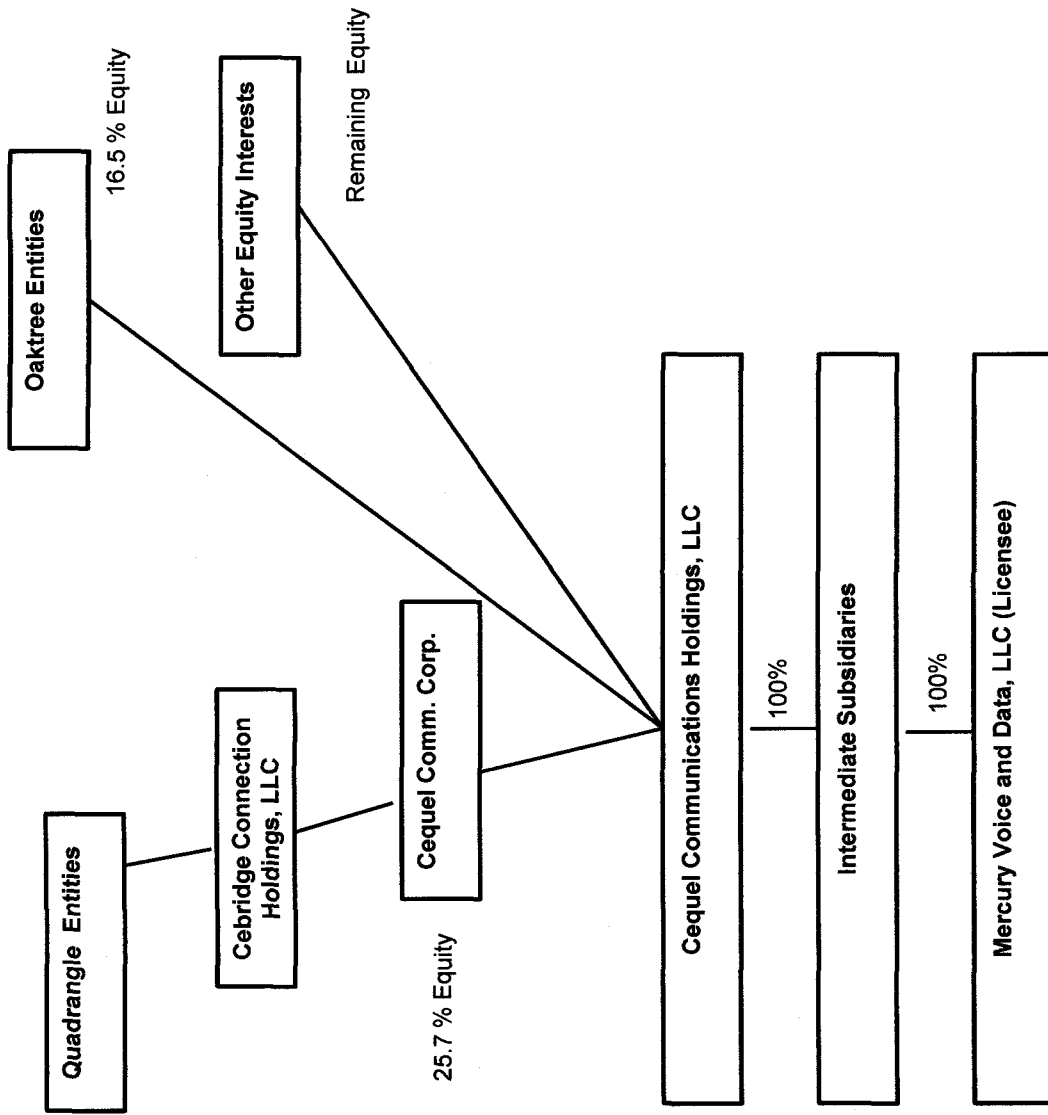 Quadrangle Entities
Cebridge Connection
Holdings, LLC
Cequel Comm. Corp.
25.7 % Equity
Oaktree Entities
16.5 % Equity
Other Equity Interests
Remaining Equity
Cequel Communications Holdings, LLC
100%
Intermediate Subsidiaries
100%
Mercury Voice and Data, LLC (Licensee)